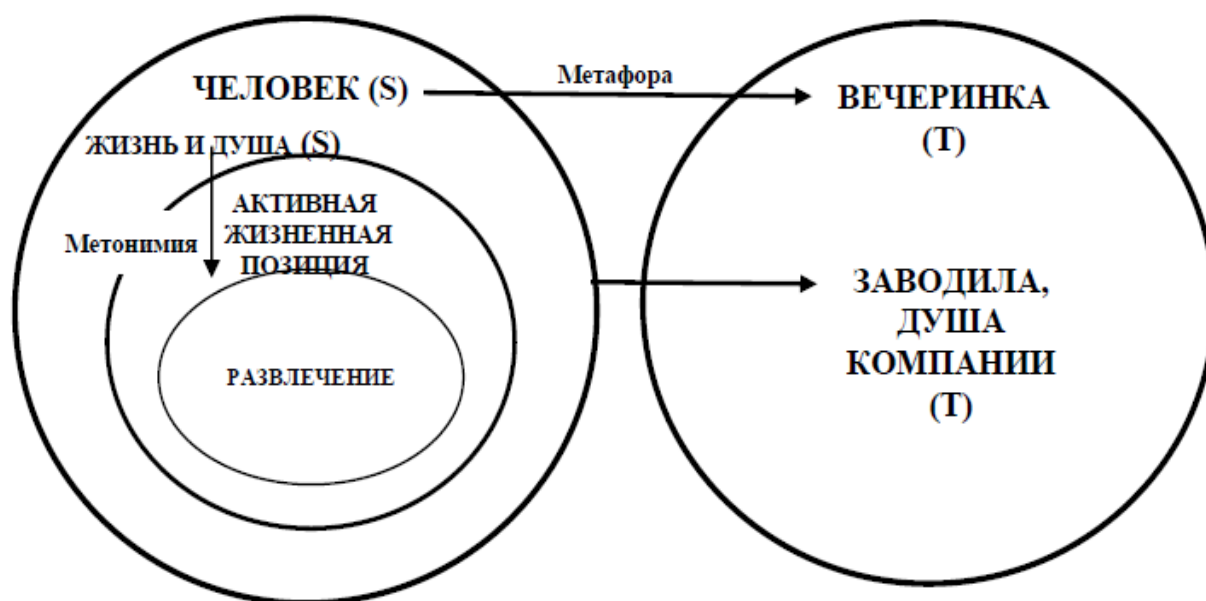 ЧЕЛОВЕК (S)
Метафора
ВЕЧЕРИНКА
(T)
ЖИЗНЬ И ДУША (S)
АКТИВНАЯ
ЖИЗНЕННАЯ
ПОЗИЦИЯ
Метонимия
РАЗВЛЕЧЕНИЕ
ЗАВОДИЛА,
ДУША
КОМПАНИИ
(T)